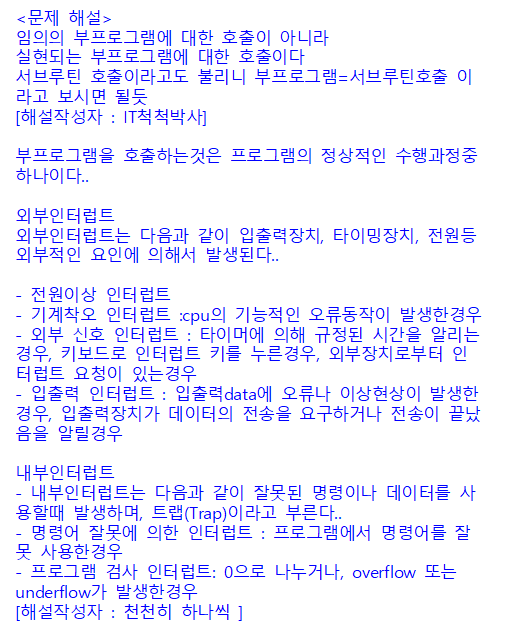 <문제 해설>
임의의 부프로그램에 대한 호출이 아니라
실현되는 부프로그램에 대한 호출이다
서브루틴 호출이라고도 불리니 부프로그램=서브루틴호출 이
라고 보시면 될듯
[해설작성자 : IT척척박사]
부프로그램을 호출하는것은 프로그램의 정상적인 수행과정중
하나이다..
외부인터럽트
외부인터럽트는 다음과 같이 입출력장치, 타이밍장치, 전원등
외부적인 요인에 의해서 발생된다..
- 전원이상 인터럽트
- 기계착오 인터럽트 :cpu의 기능적인 오류동작이 발생한경우
- 외부 신호 인터럽트 : 타이머에 의해 규정된 시간을 알리는
경우, 키보드로 인터럽트 키를 누른경우, 외부장치로부터 인
터럽트 요청이 있는경우
- 입출력 인터럽트 : 입출력data에 오류나 이상현상이 발생한
경우, 입출력장치가 데이터의 전송을 요구하거나 전송이 끝났
음을 알릴경우
내부인터럽트
- 내부인터럽트는 다음과 같이 잘못된 명령이나 데이터를 사
용할때 발생하며, 트랩(Trap)이라고 부른다..
- 명령어 잘못에 의한 인터럽트 : 프로그램에서 명령어를 잘
못 사용한경우
- 프로그램 검사 인터럽트: 0으로 나누거나, overflow 또는
underflow가 발생한경우
[해설작성자 : 천천히 하나씩 ]